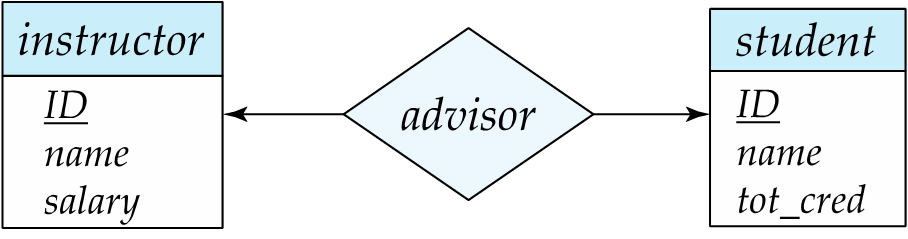 instructor
ID
name
salary
advisor
student
ID
name
tot_cred